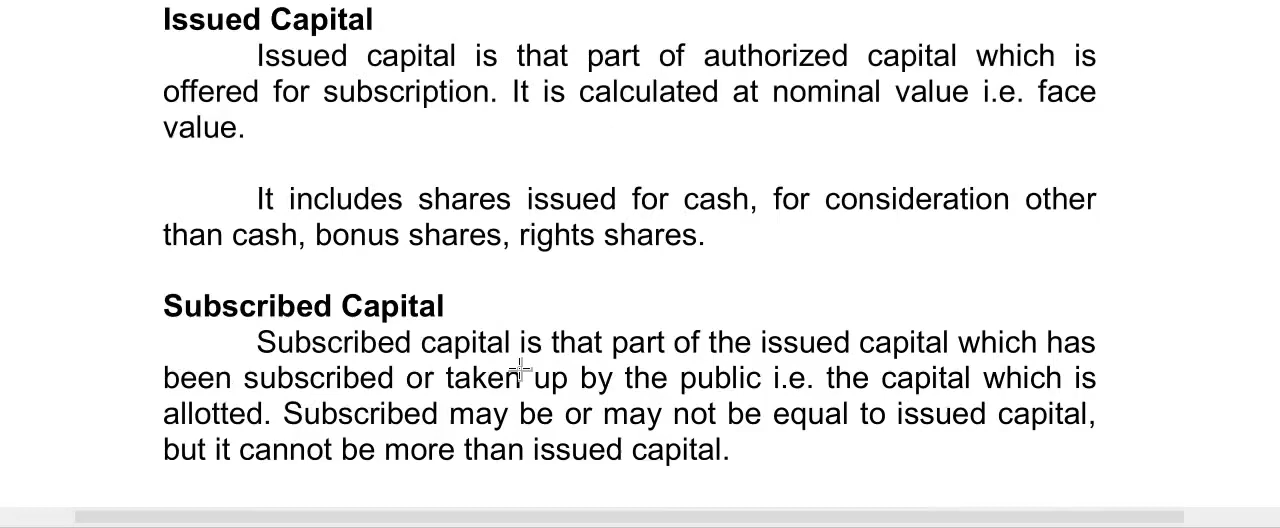 Issued Capital
Issued capital is that part of authorized capital which is
offered for subscription. It is calculated at nominal value i.e. face
value.
It includes shares issued for cash, for consideration other
than cash, bonus shares, rights shares.
Subscribed Capital
Subscribed capital is that part of the issued capital which has
been subscribed or taken up by the public i.e. the capital which is
allotted. Subscribed may be or may not be equal to issued capital,
but it cannot be more than issued capital.